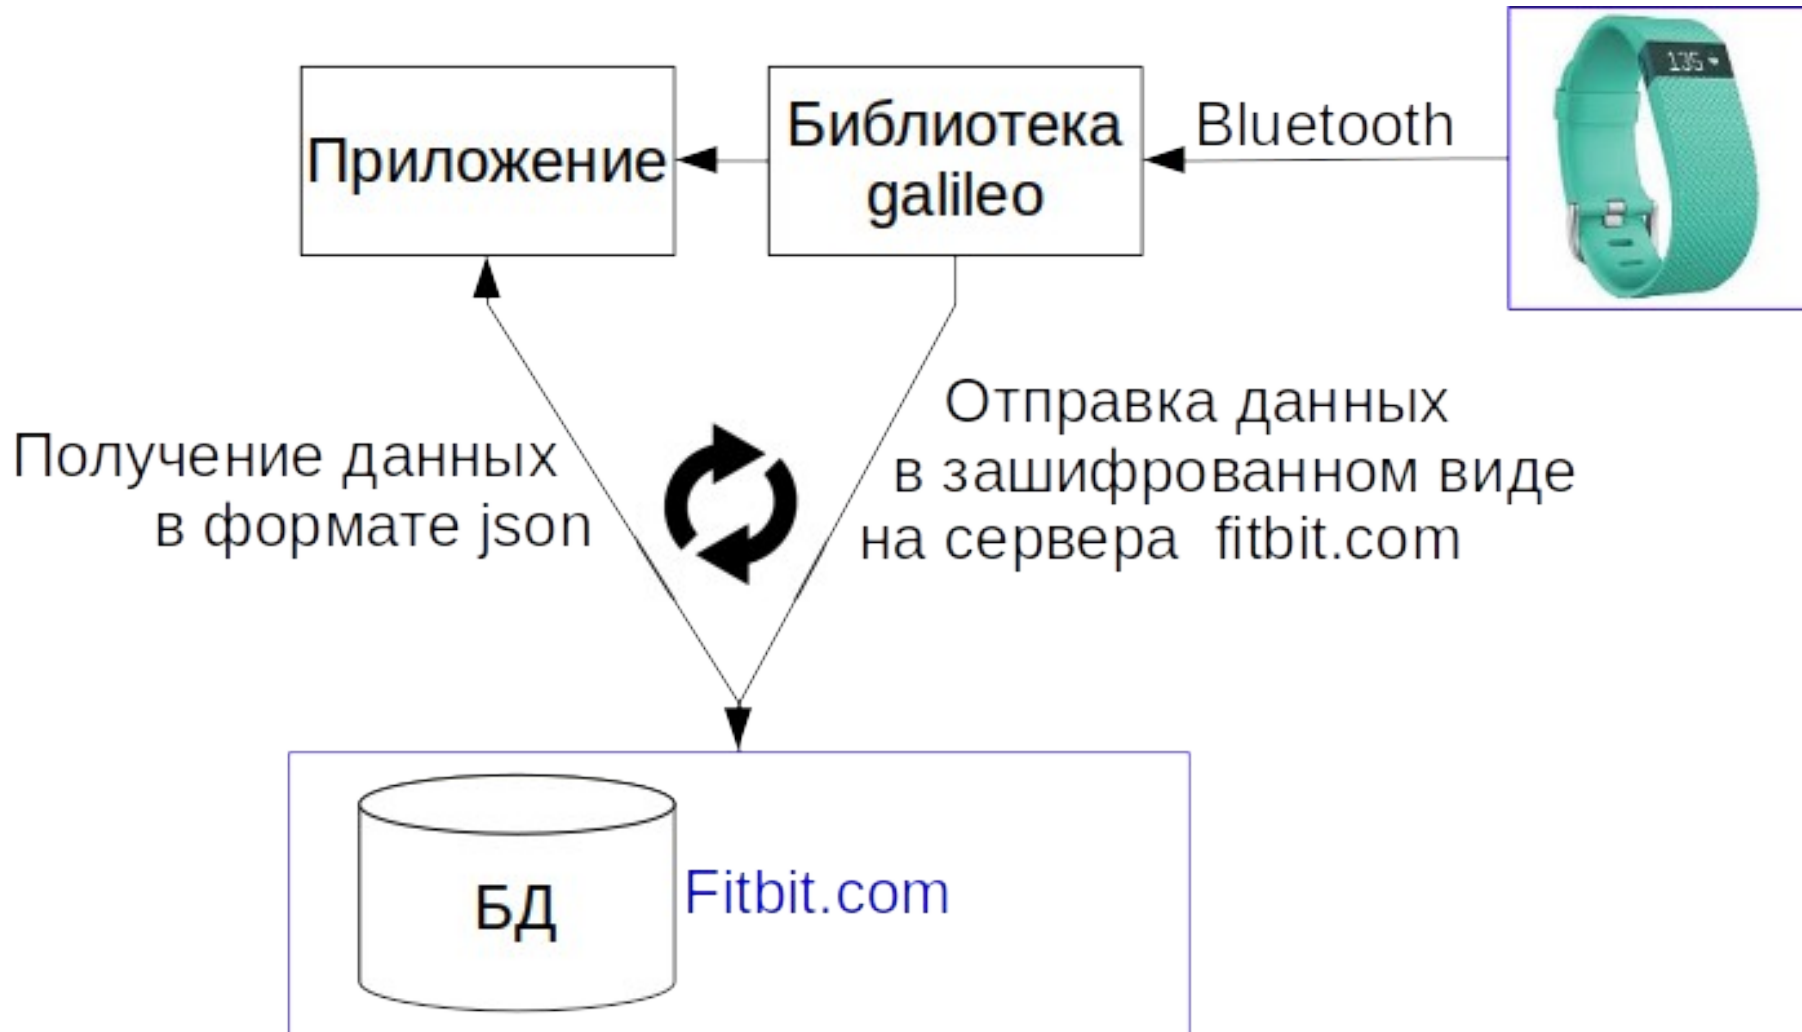 Приложение
Библиотека
galileo
Bluetooth
135
Получение данных
в формате json
Отправка данных
в зашифрованном виде
на сервера fitbit.com
БД
Fitbit.com